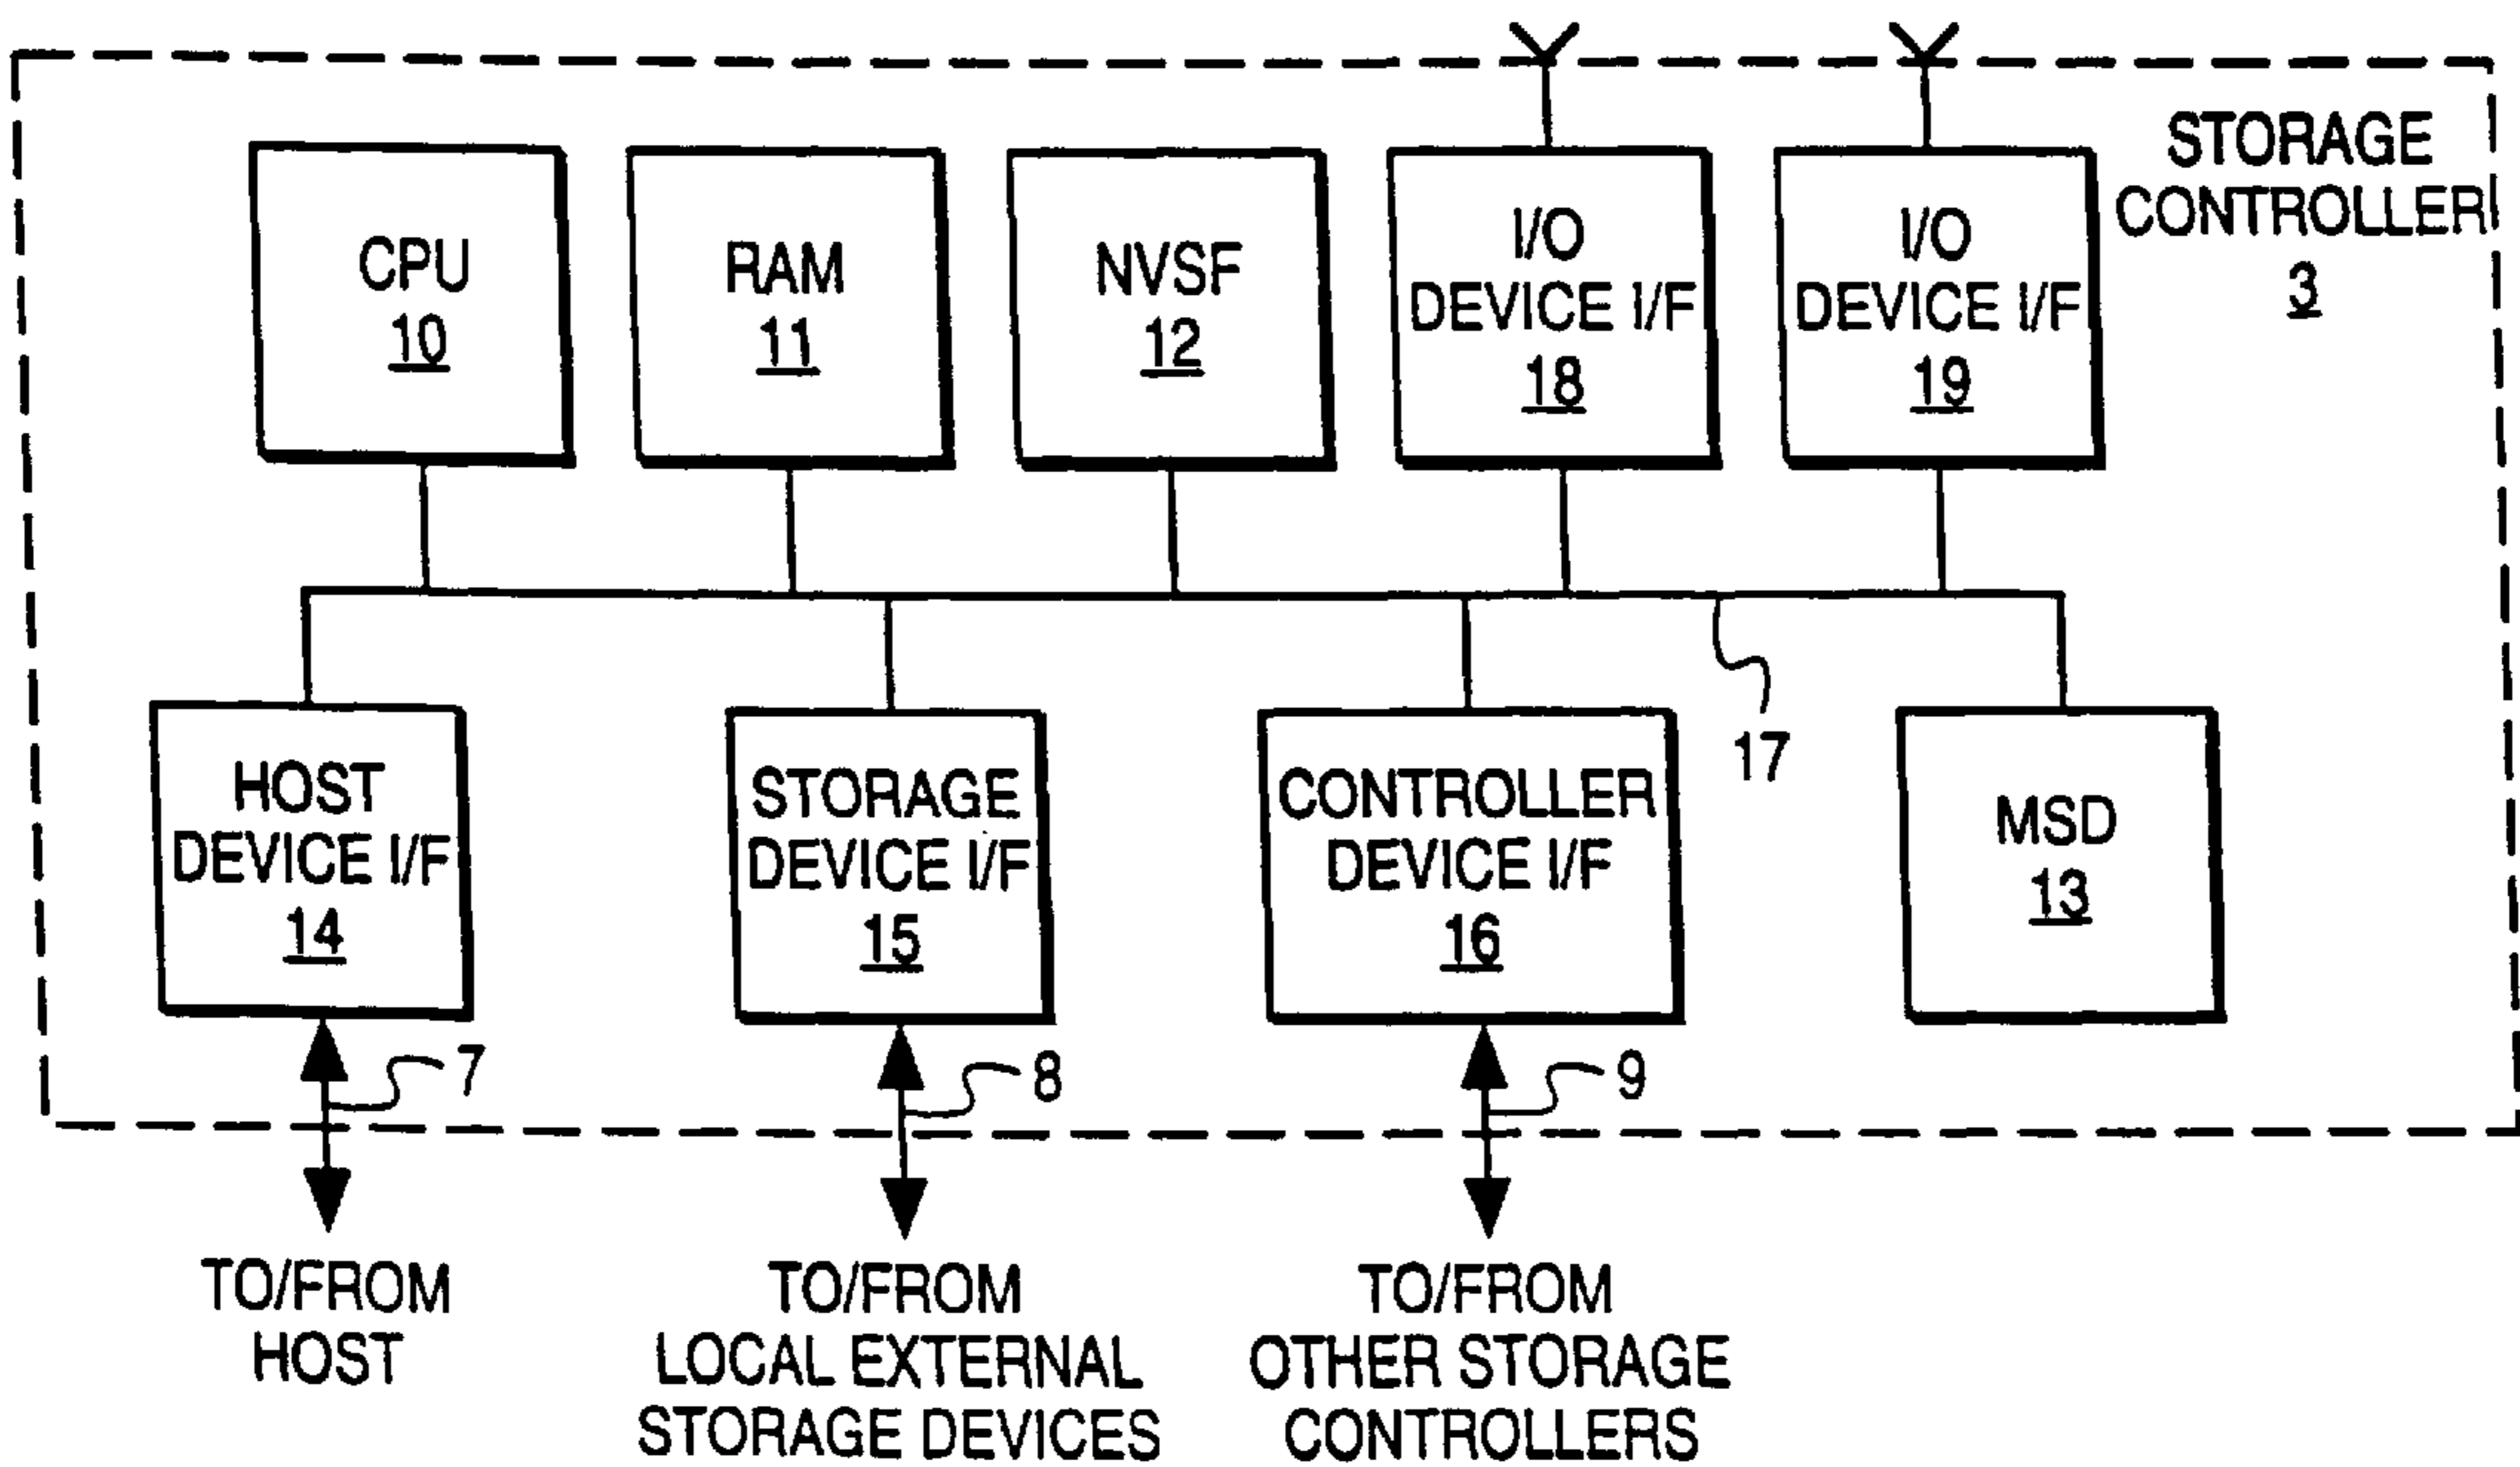 STORAGE
CONTROLLER
3
CPU
10
RAM
11
NVSF
12
I/O
DEVICE I/F
18
I/O
DEVICE I/F
19
17
HOST
DEVICE I/F
14
STORAGE
DEVICE I/F
15
CONTROLLER
DEVICE I/F
16
MSD
13
7
8
9
TO/FROM
HOST
TO/FROM
LOCAL EXTERNAL
STORAGE DEVICES
TO/FROM
OTHER STORAGE
CONTROLLERS